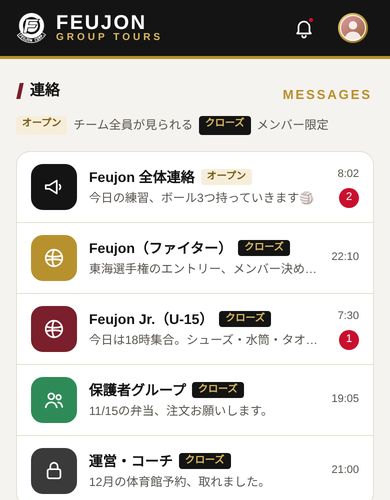 FEUJON
GROUP TOURS
連絡
MESSAGES
オープン チーム全員が見られる クローズ メンバー限定
Feujon 全体連絡 オープン 8:02
今日の練習、ボール3つ持っていきます🏐 2
Feujon（ファイター） クローズ 22:10
東海選手権のエントリー、メンバー決め…
Feujon Jr.（U-15） クローズ 7:30
今日は18時集合。シューズ・水筒・タオ… 1
保護者グループ クローズ 19:05
11/15の弁当、注文お願いします。
運営・コーチ クローズ 21:00
12月の体育館予約、取れました。